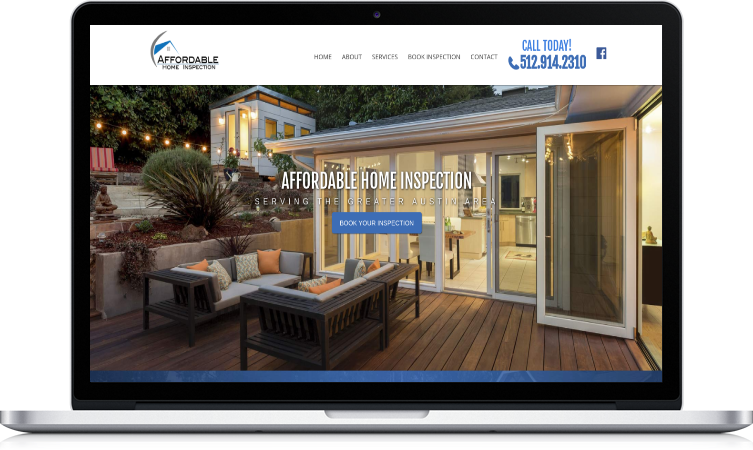 AFFORDABLE
HOME INSPECTION
HOME ABOUT SERVICES BOOK INSPECTION CONTACT
CALL TODAY!
512.914.2310
AFFORDABLE HOME INSPECTION
SERVING THE GREATER AUSTIN AREA
BOOK YOUR INSPECTION